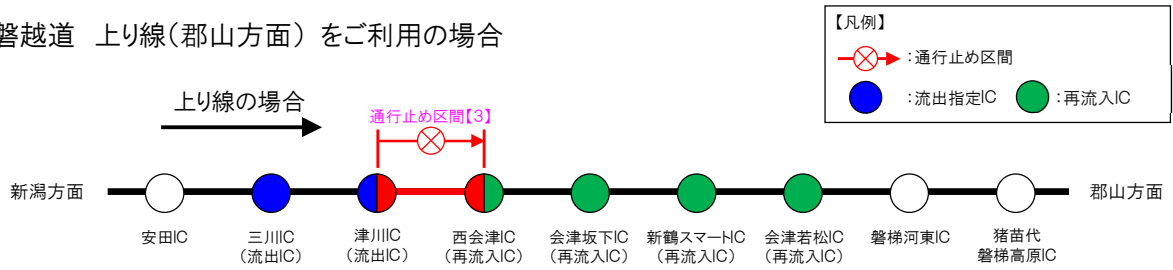 磐越道 上り線(郡山方面) をご利用の場合
【凡例】
:通行止め区間
:流出指定IC
:再流入IC
上り線の場合
通行止め区間【3】
新潟方面
郡山方面
安田IC
三川IC
(流出IC)
津川IC
(流出IC)
西会津IC
(再流入IC)
会津坂下IC
(再流入IC)
新鶴スマートIC
(再流入IC)
会津若松IC
(再流入IC)
磐梯河東IC
猪苗代
磐梯高原IC